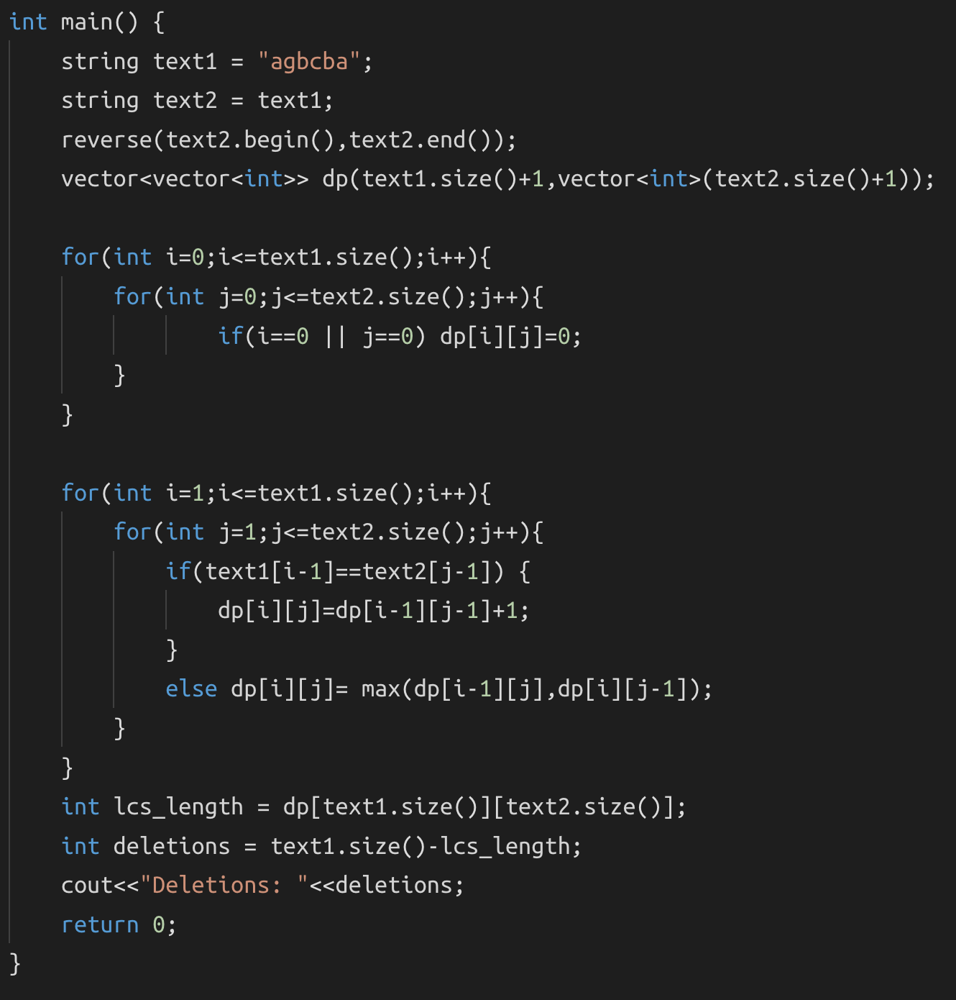 int main() {
    string text1 = "agbcba";
    string text2 = text1;
    reverse(text2.begin(),text2.end());
    vector<vector<int>> dp(text1.size()+1,vector<int>(text2.size()+1));

    for(int i=0;i<=text1.size();i++){
        for(int j=0;j<=text2.size();j++){
                if(i==0 || j==0) dp[i][j]=0;
        }
    }

    for(int i=1;i<=text1.size();i++){
        for(int j=1;j<=text2.size();j++){
            if(text1[i-1]==text2[j-1]) {
                dp[i][j]=dp[i-1][j-1]+1;
            }
            else dp[i][j]= max(dp[i-1][j],dp[i][j-1]);
        }
    }
    int lcs_length = dp[text1.size()][text2.size()];
    int deletions = text1.size()-lcs_length;
    cout<<"Deletions: "<<deletions;
    return 0;
}